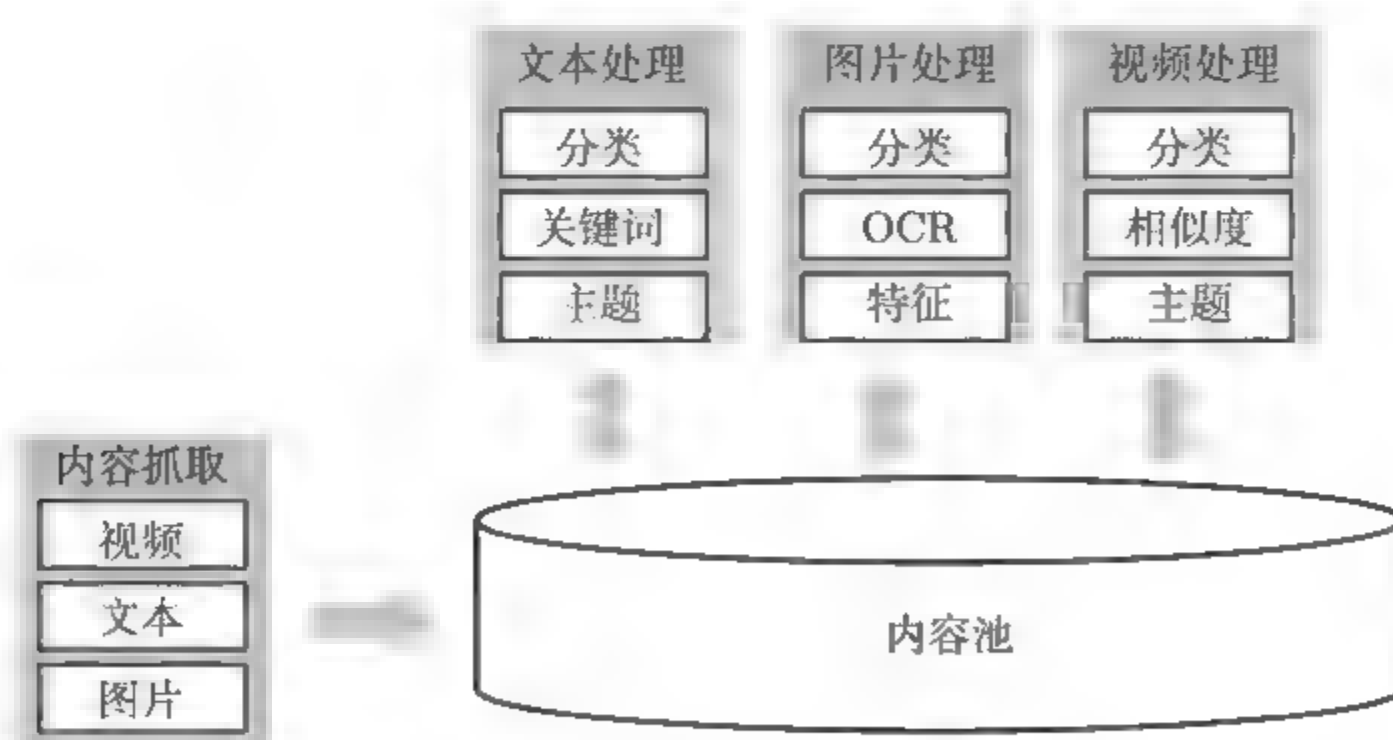 文本处理
分类
关键词
主题
图片处理
分类
OCR
特征
视频处理
分类
相似度
主题
内容抓取
视频
文本
图片
内容池